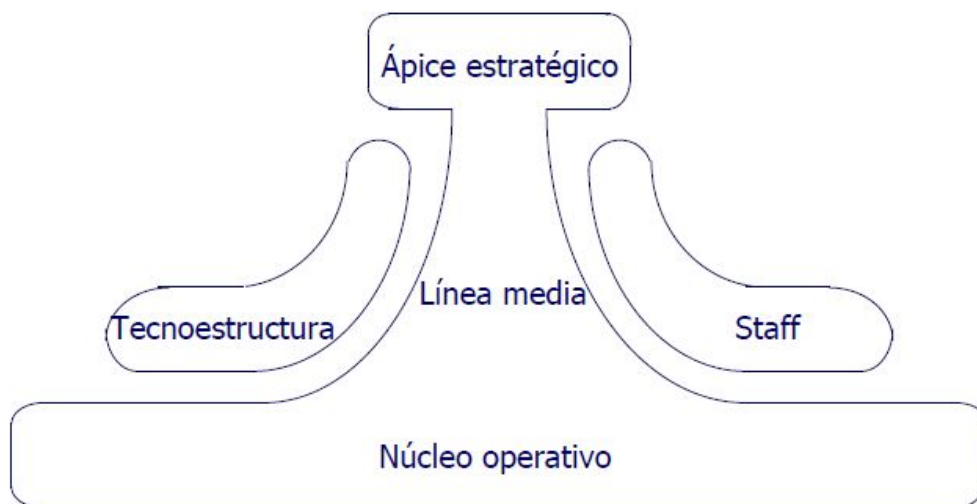 Ápice estratégico
Línea media
Tecnoestructura
Staff
Núcleo operativo